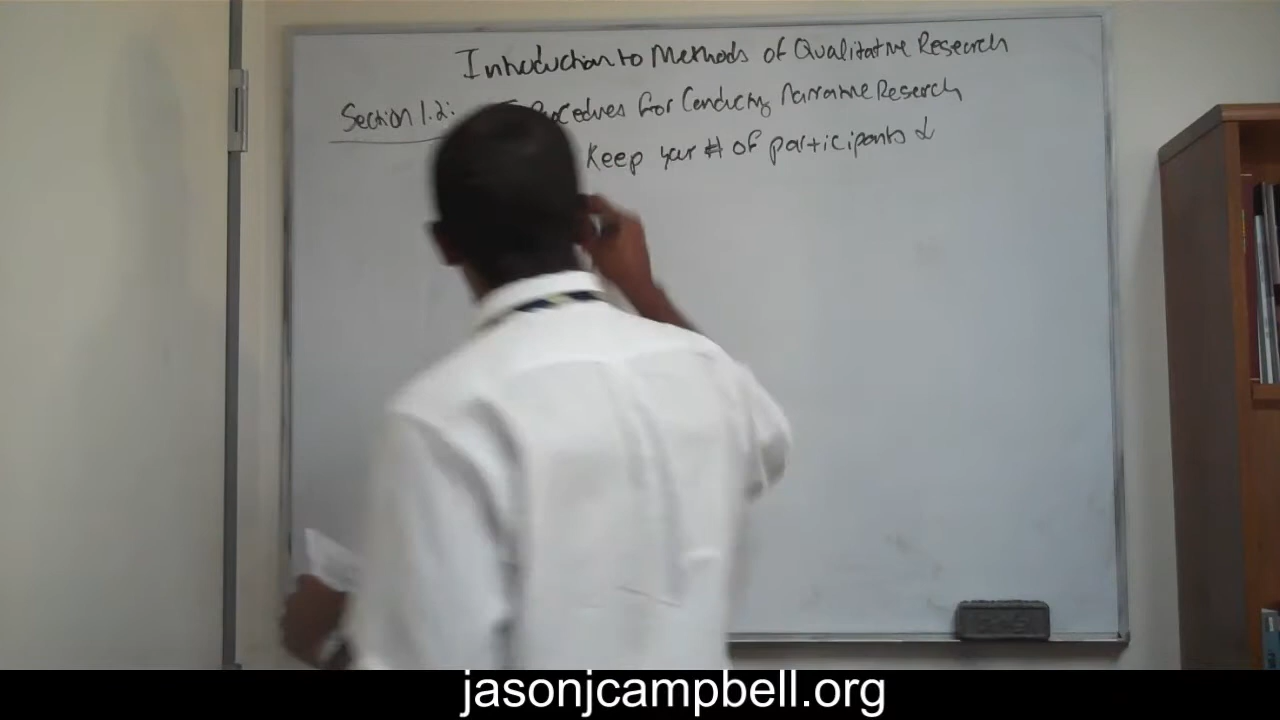 Introduction to Methods of Qualitative Research
Section 1.2: Procedures for Conducting Narrative Research
Keep your # of participants ↓
jasonjcampbell.org